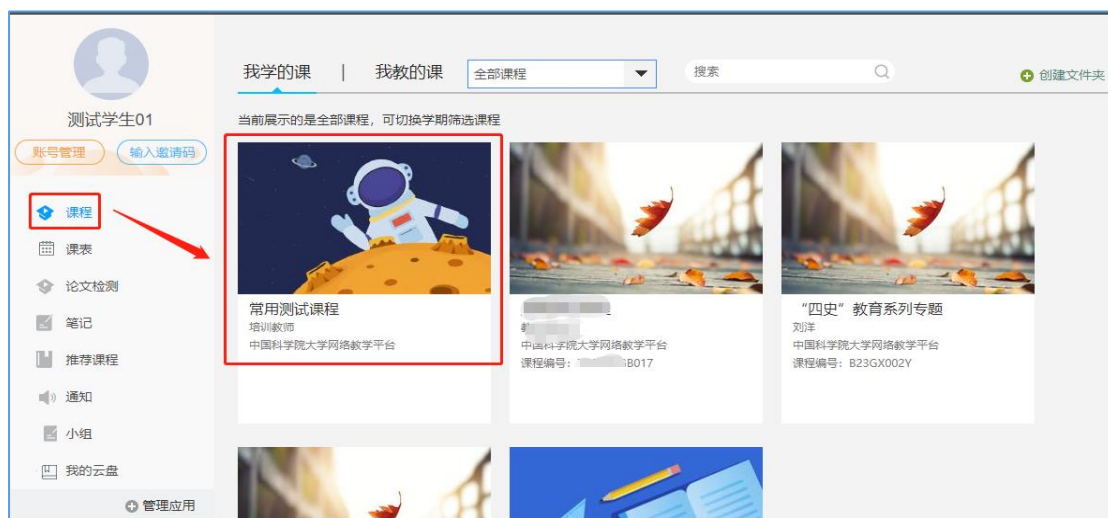 测试学生01
账号管理
输入邀请码
课程
课表
论文检测
笔记
推荐课程
通知
小组
我的云盘
管理应用
我学的课 | 我教的课 全部课程 搜索 创建文件夹
当前展示的是全部课程，可切换学期筛选课程
常用测试课程
培训教师
中国科学院大学网络教学平台
中国科学院大学网络教学平台
课程编号： B017
“四史”教育系列专题
刘洋
中国科学院大学网络教学平台
课程编号：B23GX002Y